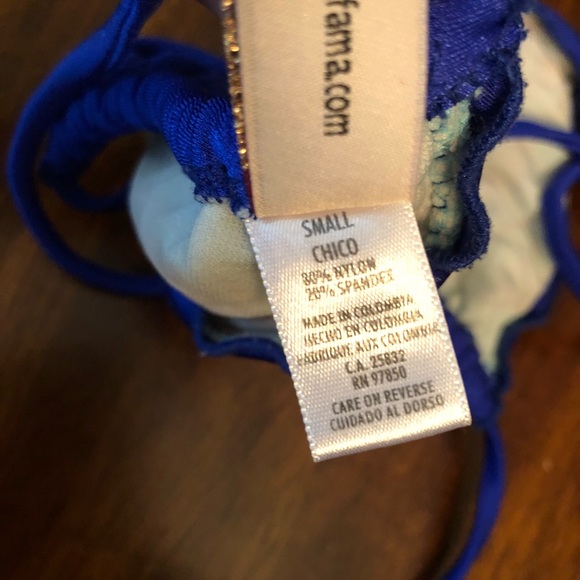 fama.com
SMALL
CHICO
80% NYLON
20% SPANDEX
MADE IN COLOMBIA
HECHO EN COLOMBIA
FABRIQUE AUX COLOMBIA
C.A. 25832
RN 97850
CARE ON REVERSE
CUIDADO AL DORSO